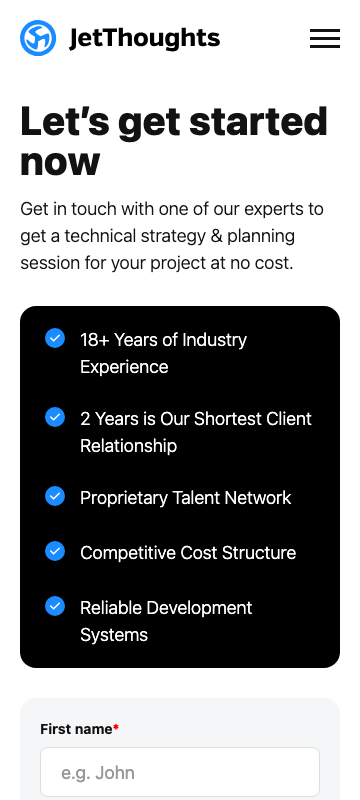 JetThoughts
Let’s get started
now
Get in touch with one of our experts to
get a technical strategy & planning
session for your project at no cost.
18+ Years of Industry
Experience
2 Years is Our Shortest Client
Relationship
Proprietary Talent Network
Competitive Cost Structure
Reliable Development
Systems
First name*
e.g. John